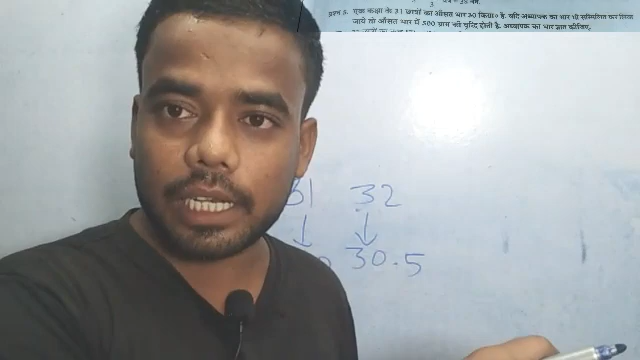 प्रश्न 5. एक कक्षा के 31 छात्रों का औसत भार 30 किग्रा० है. यदि अध्यापक का भार भी सम्मिलित कर लिया
जाये तो औसत भार में 500 ग्राम की वृद्धि होती है. अध्यापक का भार ज्ञात कीजिए.
31 32
30.5